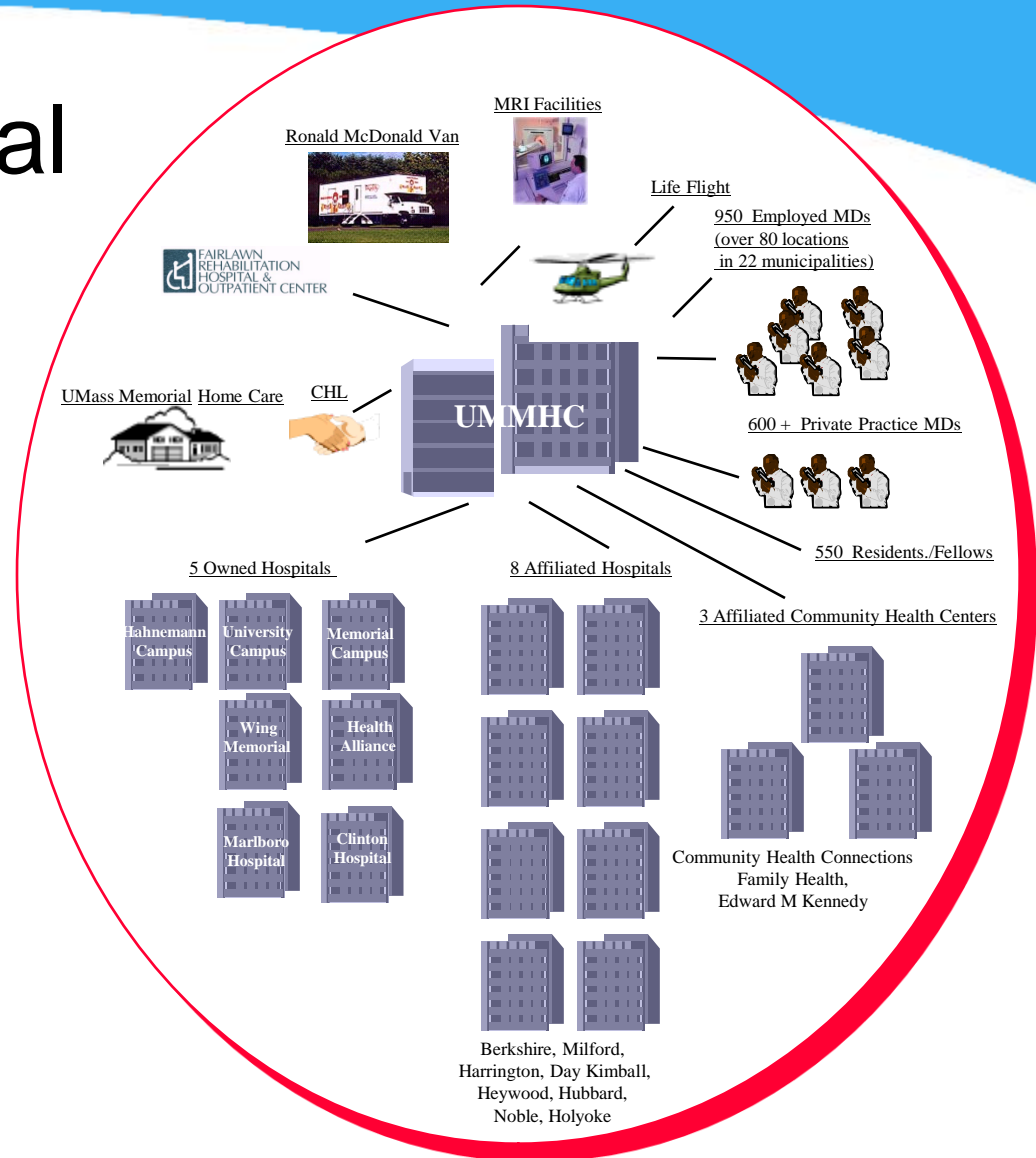 al
MRI Facilities
Ronald McDonald Van
Life Flight
950 Employed MDs
(over 80 locations
in 22 municipalities)
FAIRLAWN
REHABILITATION
HOSPITAL &
OUTPATIENT CENTER
UMass Memorial Home Care
CHL
UMMHC
600 + Private Practice MDs
550 Residents./Fellows
5 Owned Hospitals
8 Affiliated Hospitals
3 Affiliated Community Health Centers
Hahnemann
Campus
University
Campus
Memorial
Campus
Wing
Memorial
Health
Alliance
Marlboro
Hospital
Clinton
Hospital
Community Health Connections
Family Health,
Edward M Kennedy
Berkshire, Milford,
Harrington, Day Kimball,
Heywood, Hubbard,
Noble, Holyoke